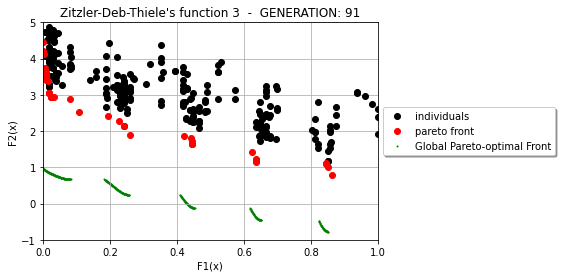 Zitzler-Deb-Thiele's function 3  -  GENERATION: 91
5
4
3
2
1
0
−1
F2(x)
0.0 0.2 0.4 0.6 0.8 1.0
F1(x)
individuals
pareto front
Global Pareto-optimal Front